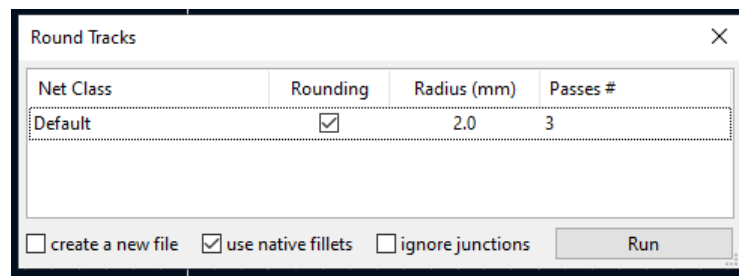 Round Tracks
Net Class Rounding Radius (mm) Passes #
Default 2.0 3
create a new file use native fillets ignore junctions Run